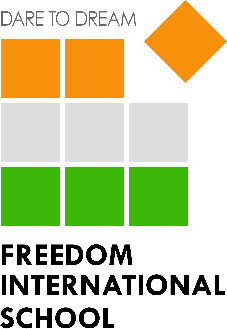 DARE TO DREAM
FREEDOM
INTERNATIONAL
SCHOOL